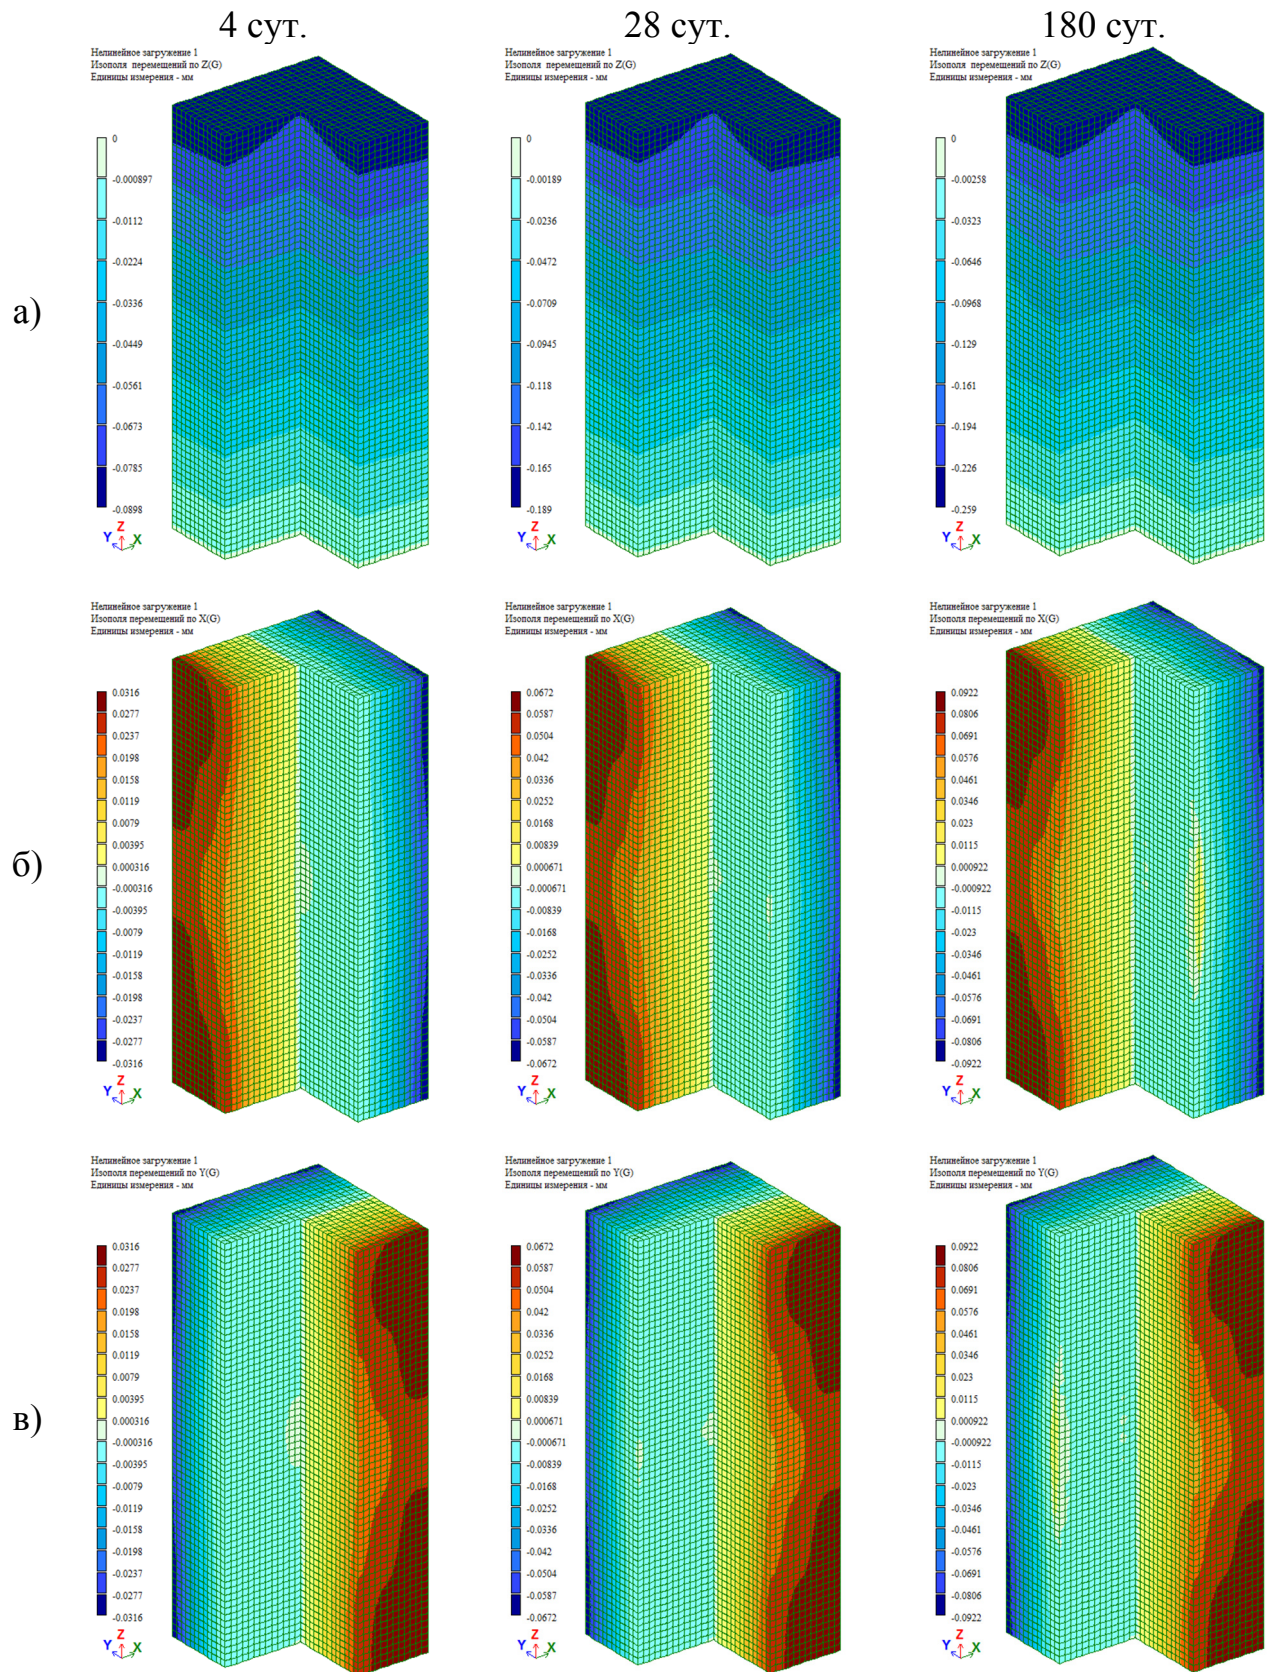 4 сут.
28 сут.
180 сут.
а)
Нелинейное загружение 1
Изополя перемещений по Z(G)
Единицы измерения - мм
0
-0.000897
-0.0112
-0.0224
-0.0336
-0.0449
-0.0561
-0.0673
-0.0785
-0.0898
Z
Y X
Нелинейное загружение 1
Изополя перемещений по Z(G)
Единицы измерения - мм
0
-0.00189
-0.0236
-0.0472
-0.0709
-0.0945
-0.118
-0.142
-0.165
-0.189
Z
Y X
Нелинейное загружение 1
Изополя перемещений по Z(G)
Единицы измерения - мм
0
-0.00258
-0.0323
-0.0646
-0.0968
-0.129
-0.161
-0.194
-0.226
-0.259
Z
Y X
б)
Нелинейное загружение 1
Изополя перемещений по X(G)
Единицы измерения - мм
0.0316
0.0277
0.0237
0.0198
0.0158
0.0119
0.0079
0.00395
0.000316
-0.000316
-0.00395
-0.0079
-0.0119
-0.0158
-0.0198
-0.0237
-0.0277
-0.0316
Z
Y X
Нелинейное загружение 1
Изополя перемещений по X(G)
Единицы измерения - мм
0.0672
0.0587
0.0504
0.042
0.0336
0.0252
0.0168
0.00839
0.000671
-0.000671
-0.00839
-0.0168
-0.0252
-0.0336
-0.042
-0.0504
-0.0587
-0.0672
Z
Y X
Нелинейное загружение 1
Изополя перемещений по X(G)
Единицы измерения - мм
0.0922
0.0806
0.0691
0.0576
0.0461
0.0346
0.023
0.0115
0.000922
-0.000922
-0.0115
-0.023
-0.0346
-0.0461
-0.0576
-0.0691
-0.0806
-0.0922
Z
Y X
в)
Нелинейное загружение 1
Изополя перемещений по Y(G)
Единицы измерения - мм
0.0316
0.0277
0.0237
0.0198
0.0158
0.0119
0.0079
0.00395
0.000316
-0.000316
-0.00395
-0.0079
-0.0119
-0.0158
-0.0198
-0.0237
-0.0277
-0.0316
Z
Y X
Нелинейное загружение 1
Изополя перемещений по Y(G)
Единицы измерения - мм
0.0672
0.0587
0.0504
0.042
0.0336
0.0252
0.0168
0.00839
0.000671
-0.000671
-0.00839
-0.0168
-0.0252
-0.0336
-0.042
-0.0504
-0.0587
-0.0672
Z
Y X
Нелинейное загружение 1
Изополя перемещений по Y(G)
Единицы измерения - мм
0.0922
0.0806
0.0691
0.0576
0.0461
0.0346
0.023
0.0115
0.000922
-0.000922
-0.0115
-0.023
-0.0346
-0.0461
-0.0576
-0.0691
-0.0806
-0.0922
Z
Y X